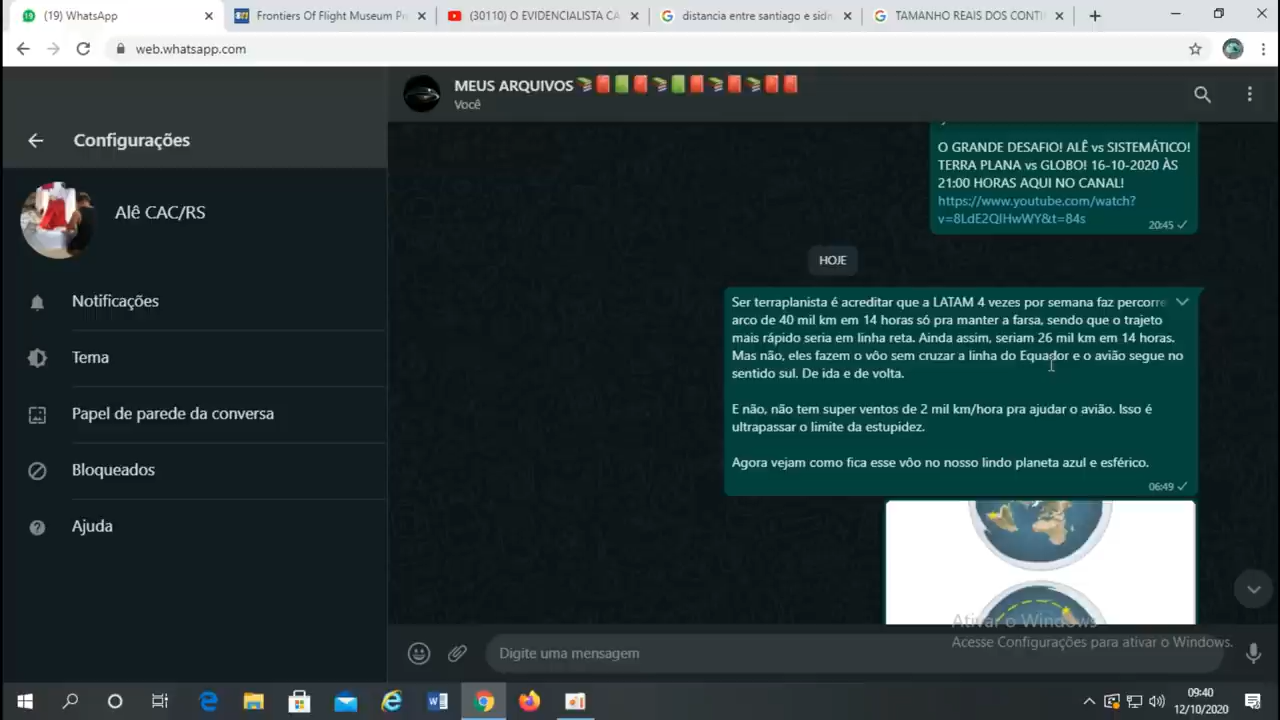 (19) WhatsApp
Frontiers Of Flight Museum Pr
(30110) O EVIDENCIALISTA CA
distancia entre santiago e sidn
TAMANHO REAIS DOS CONTI
web.whatsapp.com
MEUS ARQUIVOS
Você
Configurações
Alê CAC/RS
Notificações
Tema
Papel de parede da conversa
Bloqueados
Ajuda
O GRANDE DESAFIO! ALÊ vs SISTEMÁTICO!
TERRA PLANA vs GLOBO! 16-10-2020 ÀS
21:00 HORAS AQUI NO CANAL!
https://www.youtube.com/watch?
v=8LdE2QIHwWY&t=84s
20:45
HOJE
Ser terraplanista é acreditar que a LATAM 4 vezes por semana faz percorre
arco de 40 mil km em 14 horas só pra manter a farsa, sendo que o trajeto
mais rápido seria em linha reta. Ainda assim, seriam 26 mil km em 14 horas.
Mas não, eles fazem o vôo sem cruzar a linha do Equador e o avião segue no
sentido sul. De ida e de volta.
E não, não tem super ventos de 2 mil km/hora pra ajudar o avião. Isso é
ultrapassar o limite da estupidez.
Agora vejam como fica esse vôo no nosso lindo planeta azul e esférico.
06:49
Ativar o Windows
Acesse Configurações para ativar o Windows.
Digite uma mensagem
09:40
12/10/2020